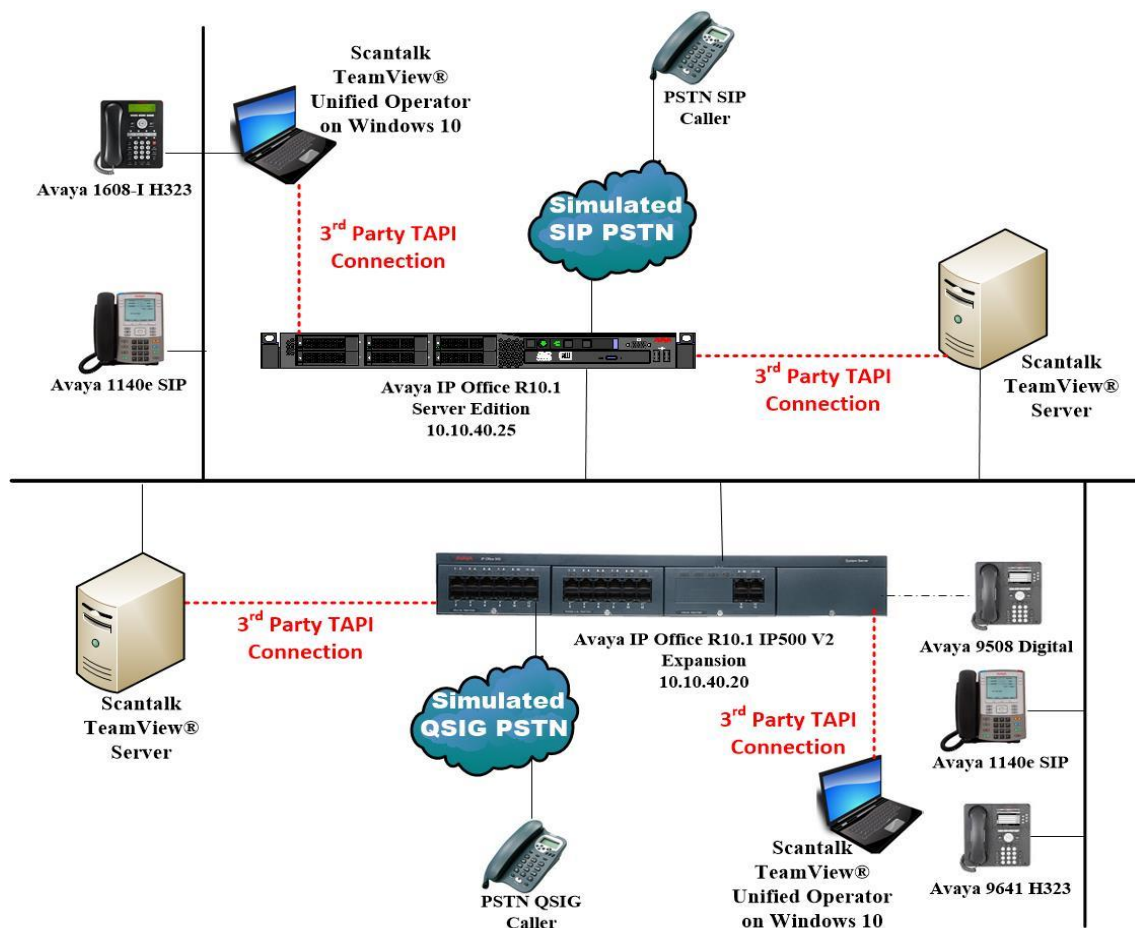 Scantalk
TeamView®
Unified Operator
on Windows 10
PSTN SIP
Caller
Avaya 1608-I H323
Simulated
SIP PSTN
3rd Party TAPI
Connection
Avaya 1140e SIP
Avaya IP Office R10.1
Server Edition
10.10.40.25
3rd Party TAPI
Connection
Scantalk
TeamView®
Server
3rd Party TAPI
Connection
Avaya IP Office R10.1 IP500 V2
Expansion
10.10.40.20
Avaya 9508 Digital
Scantalk
TeamView®
Server
Simulated
QSIG PSTN
3rd Party TAPI
Connection
Avaya 1140e SIP
PSTN QSIG
Caller
Scantalk
TeamView®
Unified Operator
on Windows 10
Avaya 9641 H323